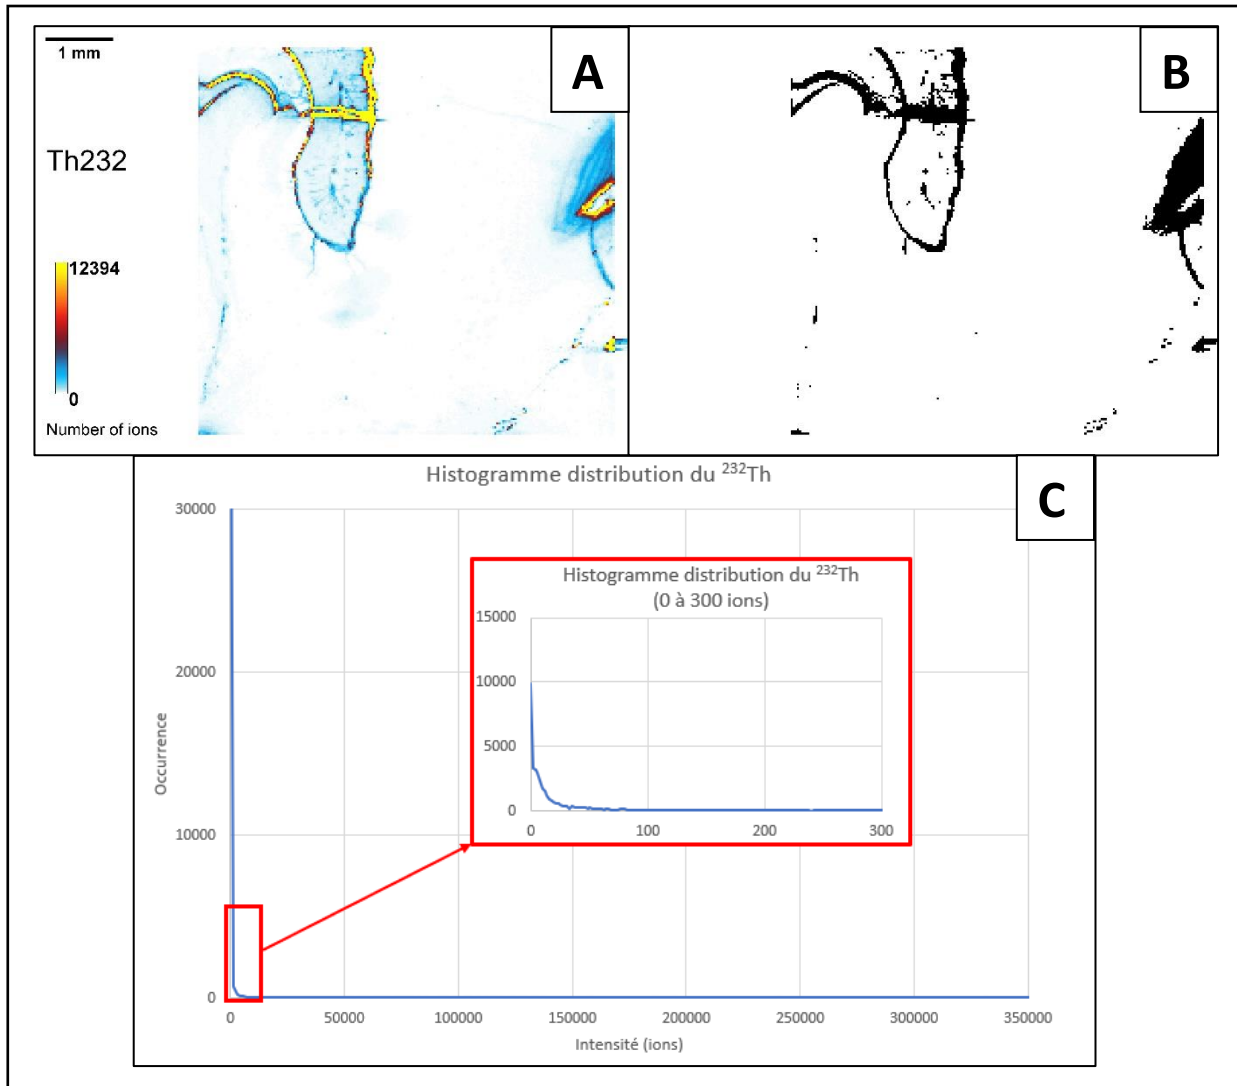 1 mm
A
B
Th232
12394
0
Number of ions
Histogramme distribution du ²³²Th
C
30000
20000
10000
0
Occurrence
0 50000 100000 150000 200000 250000 300000 350000
Intensité (ions)
Histogramme distribution du ²³²Th
(0 à 300 ions)
15000
10000
5000
0
0 100 200 300